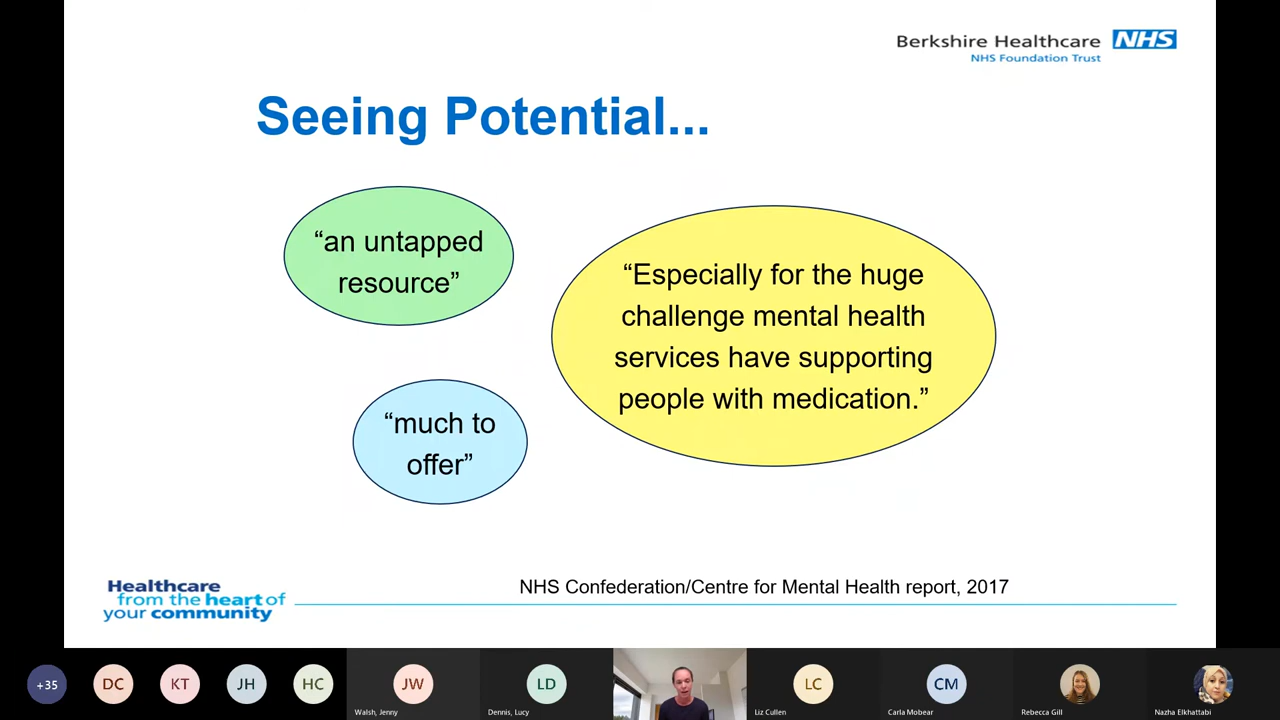 Berkshire Healthcare NHS
NHS Foundation Trust
Seeing Potential...
“an untapped
resource”
“Especially for the huge
challenge mental health
services have supporting
people with medication.”
“much to
offer”
NHS Confederation/Centre for Mental Health report, 2017
Healthcare
from the heart of
your community
+35
DC
KT
JH
HC
JW
LD
LC
CM
Walsh, Jenny
Dennis, Lucy
Liz Cullen
Carla Mobear
Rebecca Gill
Nazha Elkhattabi